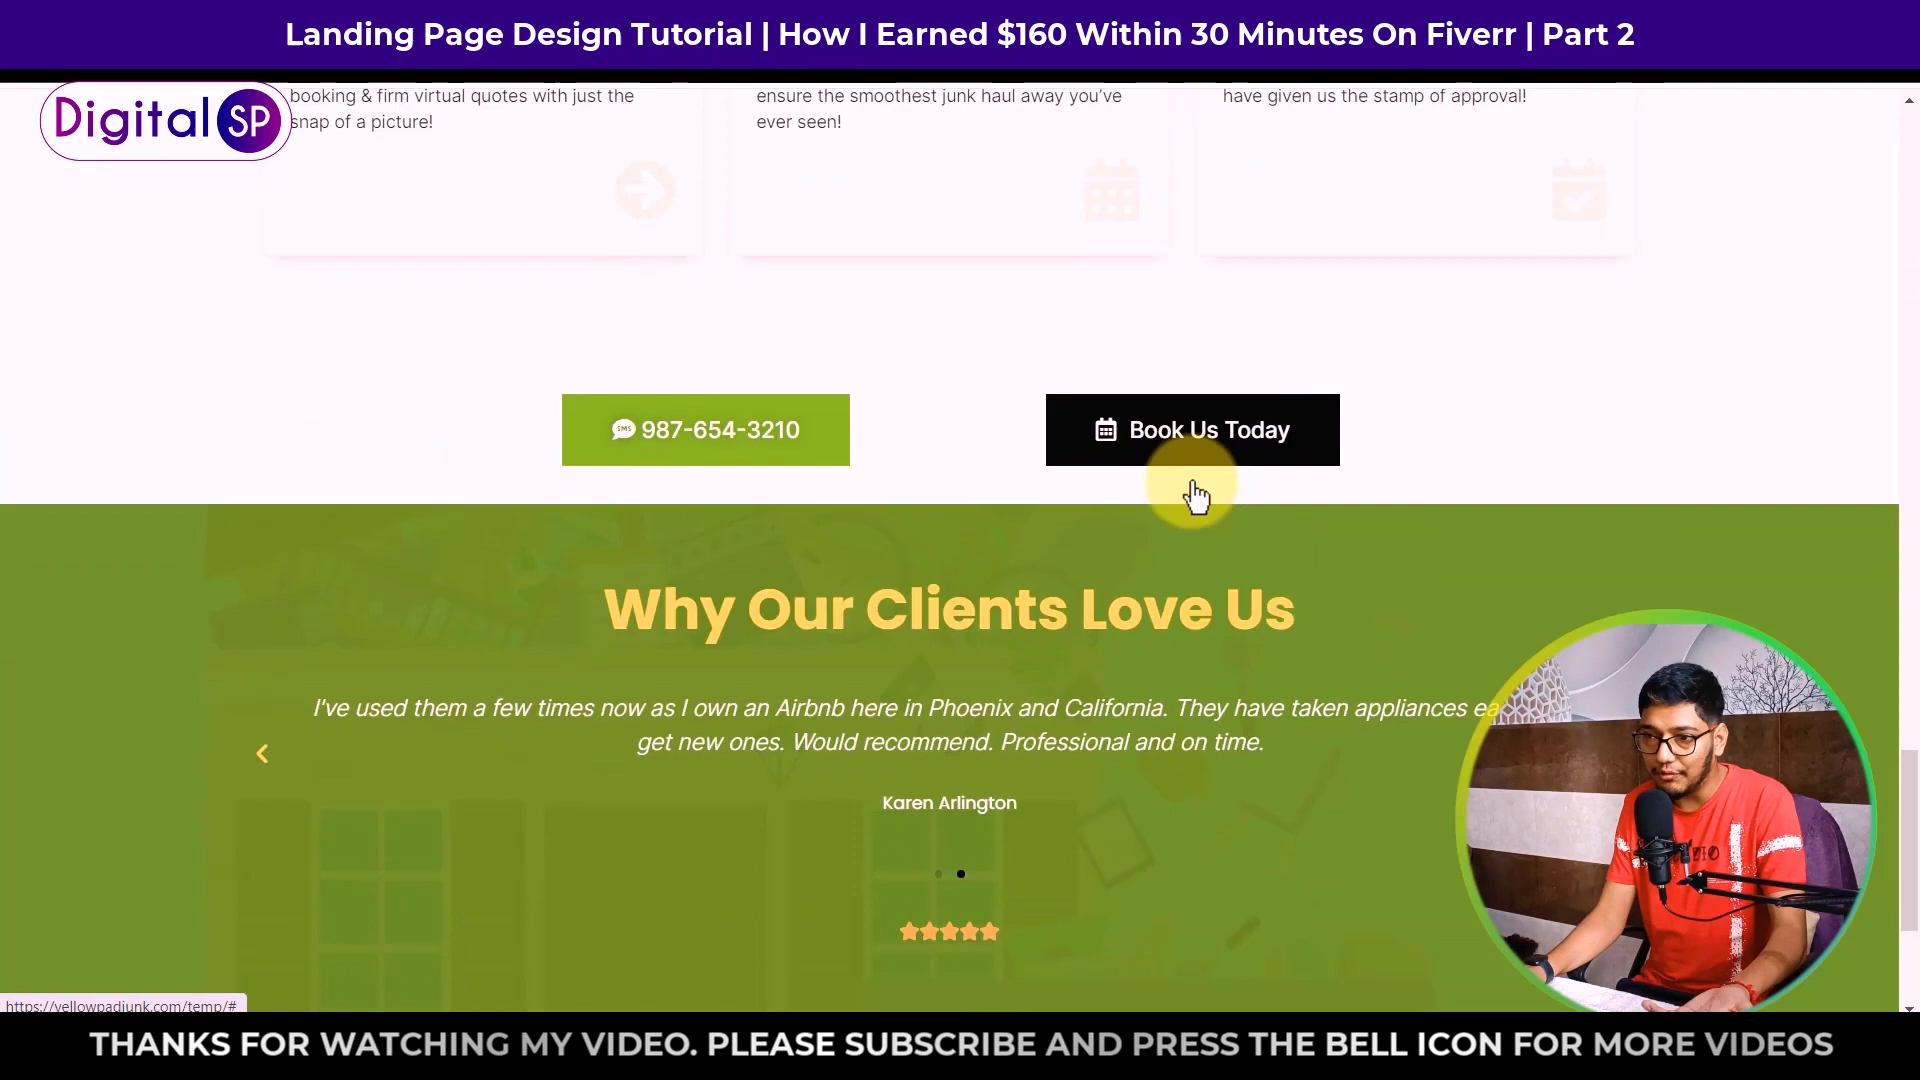 Landing Page Design Tutorial | How I Earned $160 Within 30 Minutes On Fiverr | Part 2
Digital SP
booking & firm virtual quotes with just the
snap of a picture!
ensure the smoothest junk haul away you've
ever seen!
have given us the stamp of approval!
SMS 987-654-3210
Book Us Today
Why Our Clients Love Us
I've used them a few times now as I own an Airbnb here in Phoenix and California. They have taken appliances
get new ones. Would recommend. Professional and on time.
Karen Arlington
https://yellowpadjunk.com/temp/#
THANKS FOR WATCHING MY VIDEO. PLEASE SUBSCRIBE AND PRESS THE BELL ICON FOR MORE VIDEOS